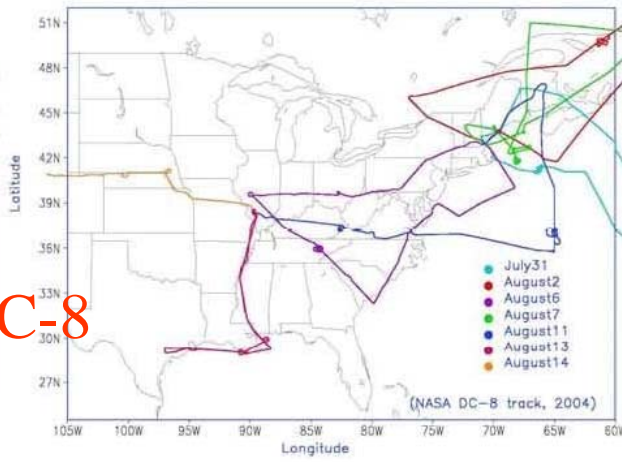 51N
48N
45N
42N
39N
36N
33N
30N
27N
Latitude
C-8
July31
August2
August6
August7
August11
August13
August14
(NASA DC-8 track, 2004)
105W 100W 95W 90W 85W 80W 75W 70W 65W 60W
Longitude